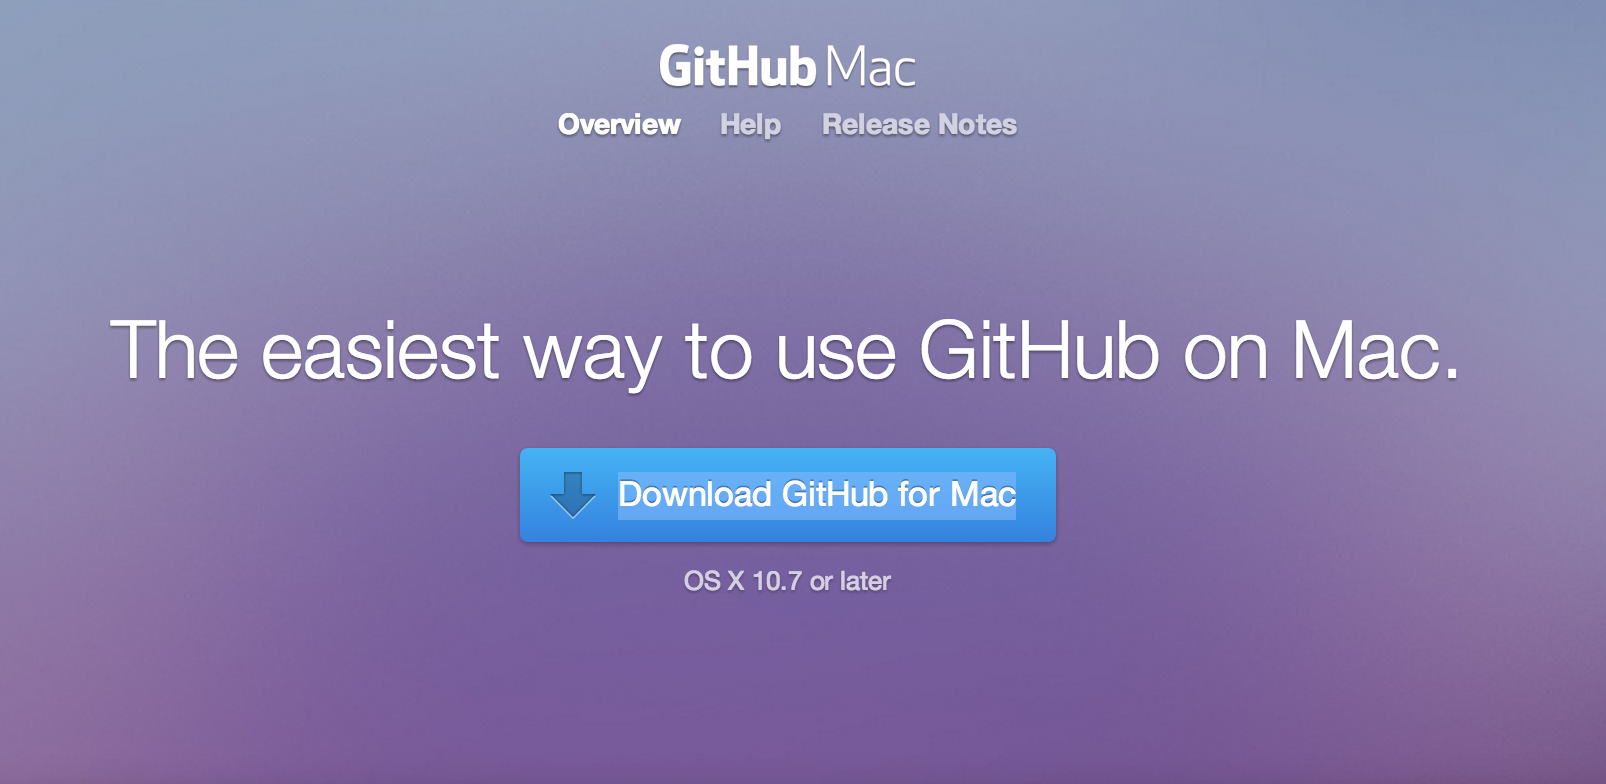 GitHub Mac
Overview Help Release Notes
The easiest way to use GitHub on Mac.
Download GitHub for Mac
OS X 10.7 or later